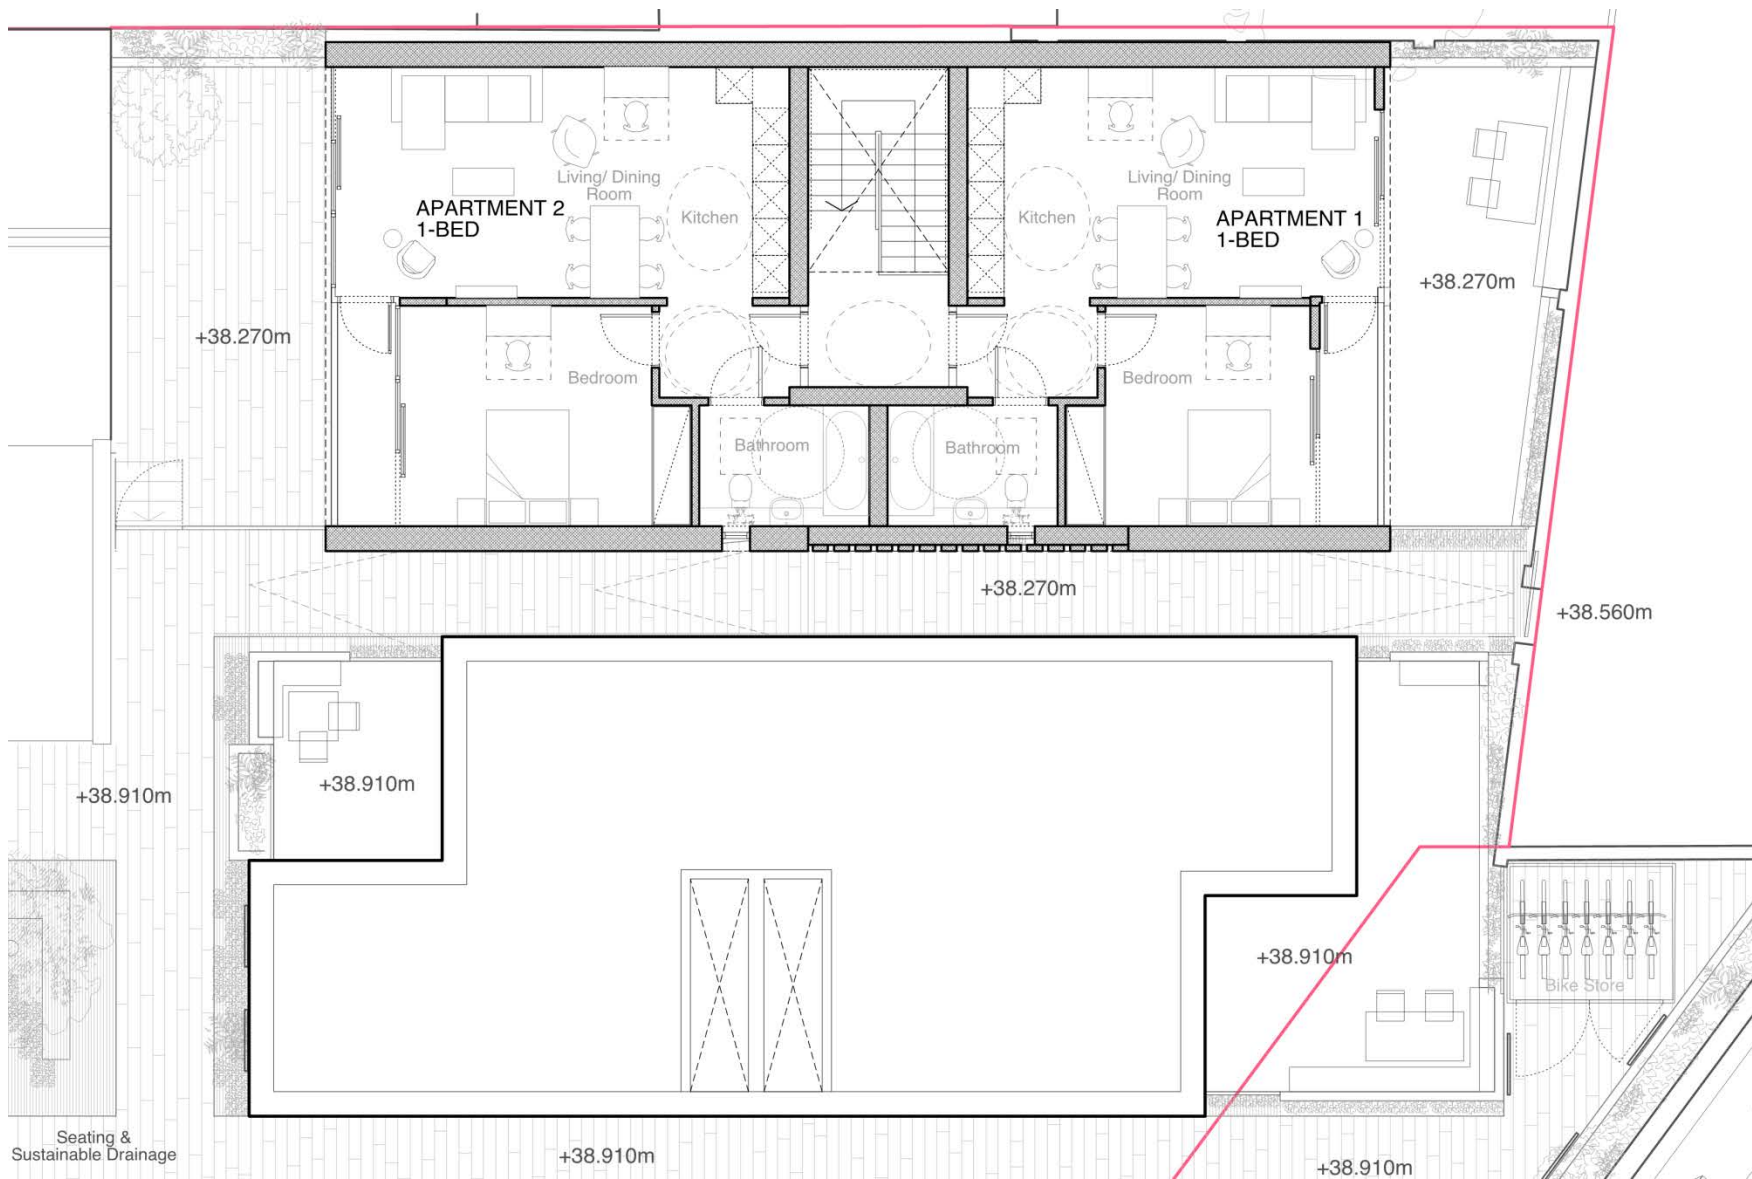 Living/ Dining
Room
APARTMENT 2
1-BED
Kitchen
Kitchen
Living/ Dining
Room
APARTMENT 1
1-BED
+38.270m
+38.270m
Bedroom
Bedroom
Bathroom
Bathroom
+38.270m
+38.560m
+38.910m
+38.910m
+38.910m
Bike Store
Seating &
Sustainable Drainage
+38.910m
+38.910m